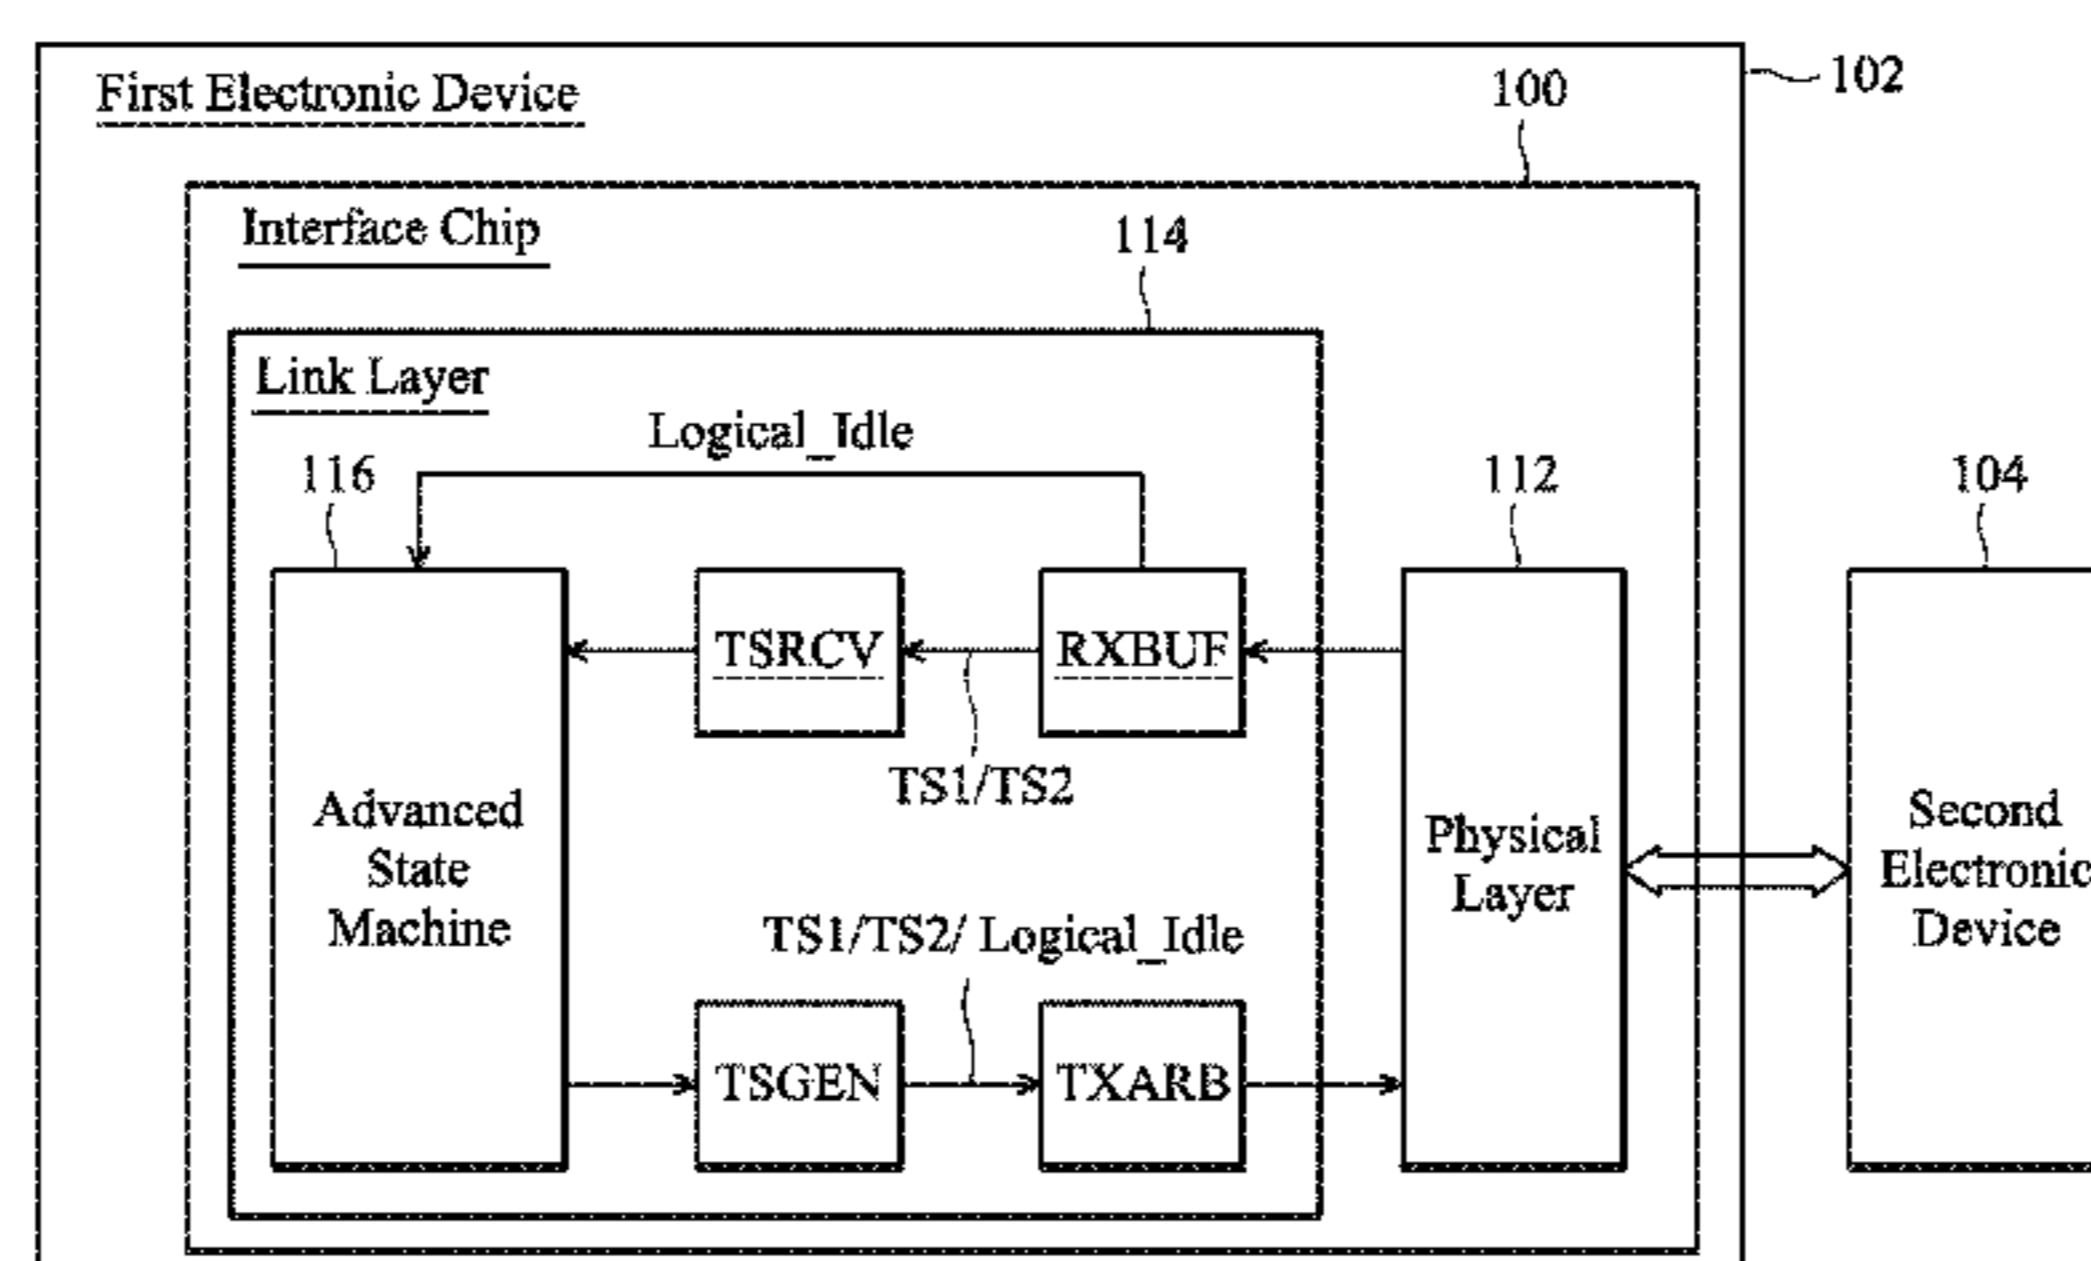 First Electronic Device
102
100
Interface Chip
114
Link Layer
Logical_Idle
116
112
104
TSRCV
RXBUF
TS1/TS2
Advanced
State
Machine
Physical
Layer
Second
Electronic
Device
TS1/TS2/ Logical_Idle
TSGEN
TXARB